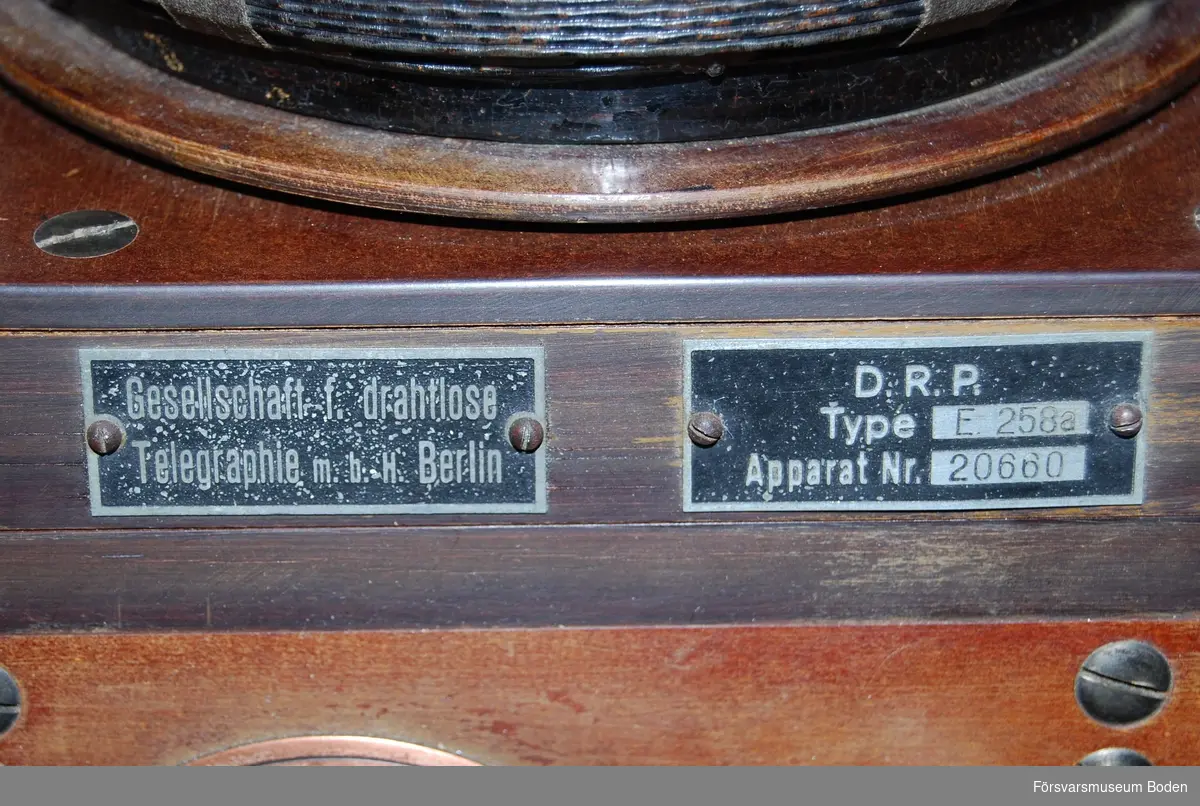 Gesellschaft f. drahtlose
Telegraphie m. b. H. Berlin
D. R. P.
Type E 258a
Apparat Nr. 20660
Försvarsmuseum Boden